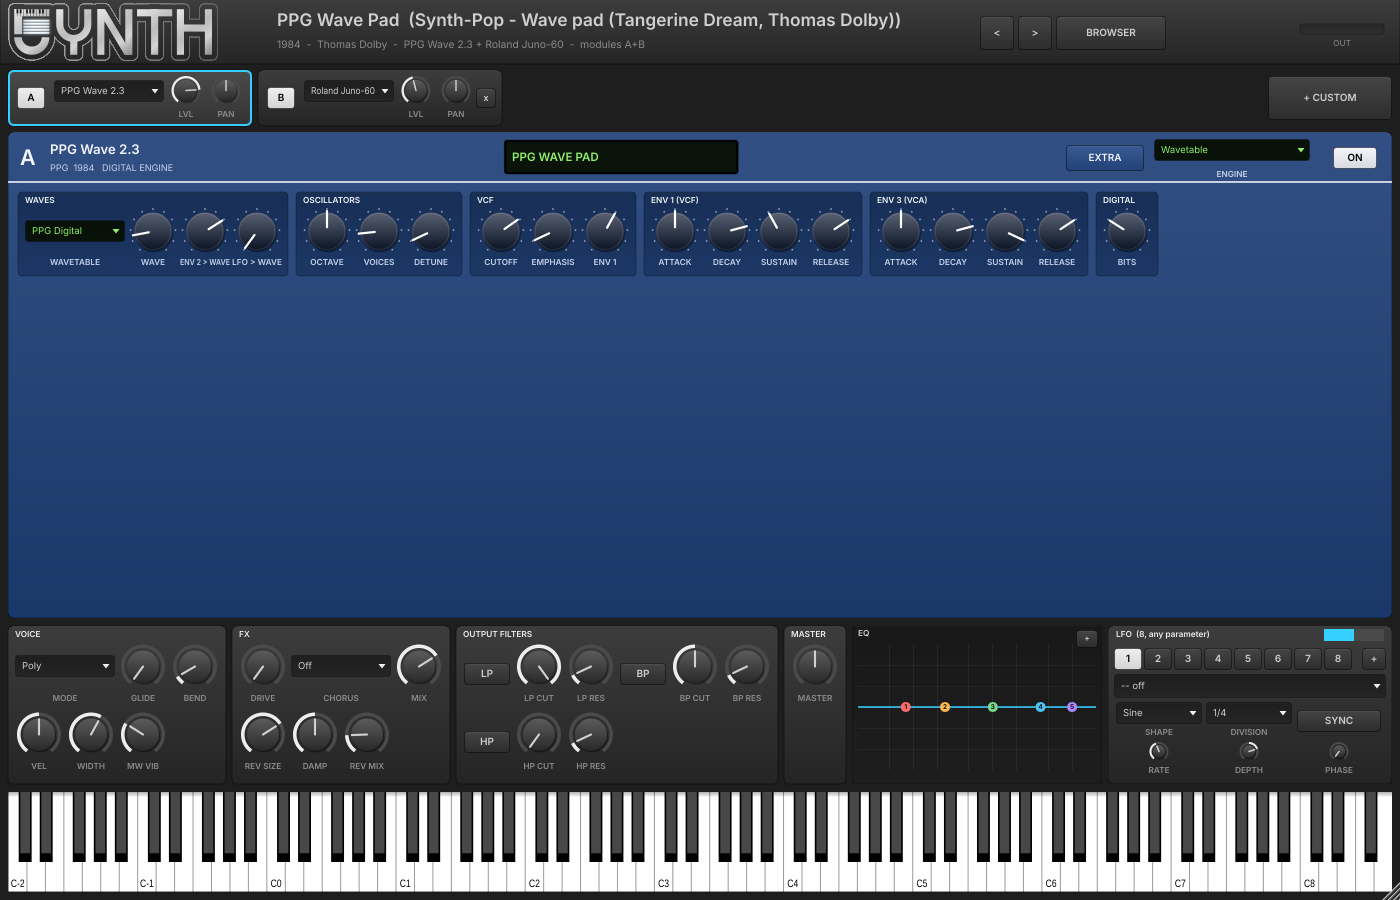 SYNTH
PPG Wave Pad (Synth-Pop - Wave pad (Tangerine Dream, Thomas Dolby))
1984 - Thomas Dolby - PPG Wave 2.3 + Roland Juno-60 - modules A+B
< > BROWSER
OUT
A PPG Wave 2.3 LVL PAN
B Roland Juno-60 LVL PAN x
+ CUSTOM
A PPG Wave 2.3
PPG 1984 DIGITAL ENGINE
PPG WAVE PAD
EXTRA
Wavetable
ENGINE
ON
WAVES
PPG Digital
WAVETABLE WAVE ENV 2 > WAVE LFO > WAVE
OSCILLATORS
OCTAVE VOICES DETUNE
VCF
CUTOFF EMPHASIS ENV 1
ENV 1 (VCF)
ATTACK DECAY SUSTAIN RELEASE
ENV 3 (VCA)
ATTACK DECAY SUSTAIN RELEASE
DIGITAL
BITS
VOICE
Poly
MODE GLIDE BEND
VEL WIDTH MW VIB
FX
Off
DRIVE CHORUS MIX
REV SIZE DAMP REV MIX
OUTPUT FILTERS
LP BP
LP CUT LP RES BP CUT BP RES
HP
HP CUT HP RES
MASTER
MASTER
EQ +
1 2 3 4 5
LFO (8, any parameter)
1 2 3 4 5 6 7 8 +
-- off
Sine 1/4 SYNC
SHAPE DIVISION
RATE DEPTH PHASE
C-2 C-1 C0 C1 C2 C3 C4 C5 C6 C7 C8